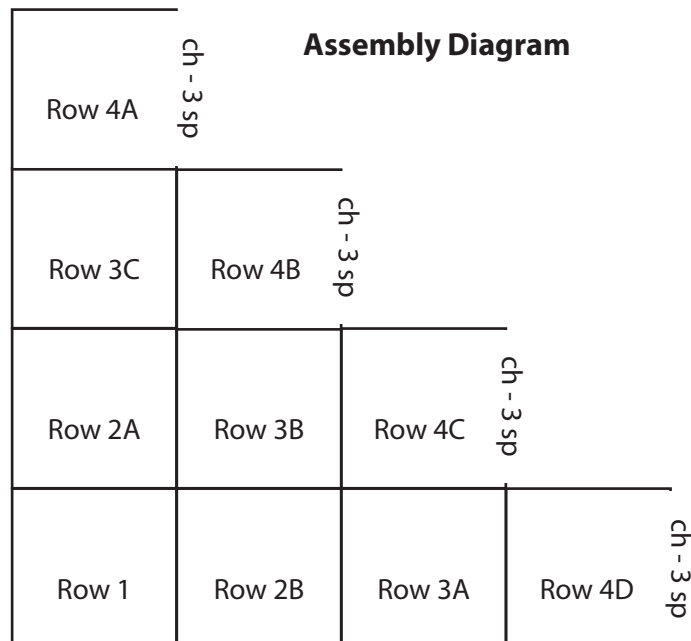 Assembly Diagram
Row 4A
ch - 3 sp
Row 3C
Row 4B
ch - 3 sp
Row 2A
Row 3B
Row 4C
ch - 3 sp
Row 1
Row 2B
Row 3A
Row 4D
ch - 3 sp